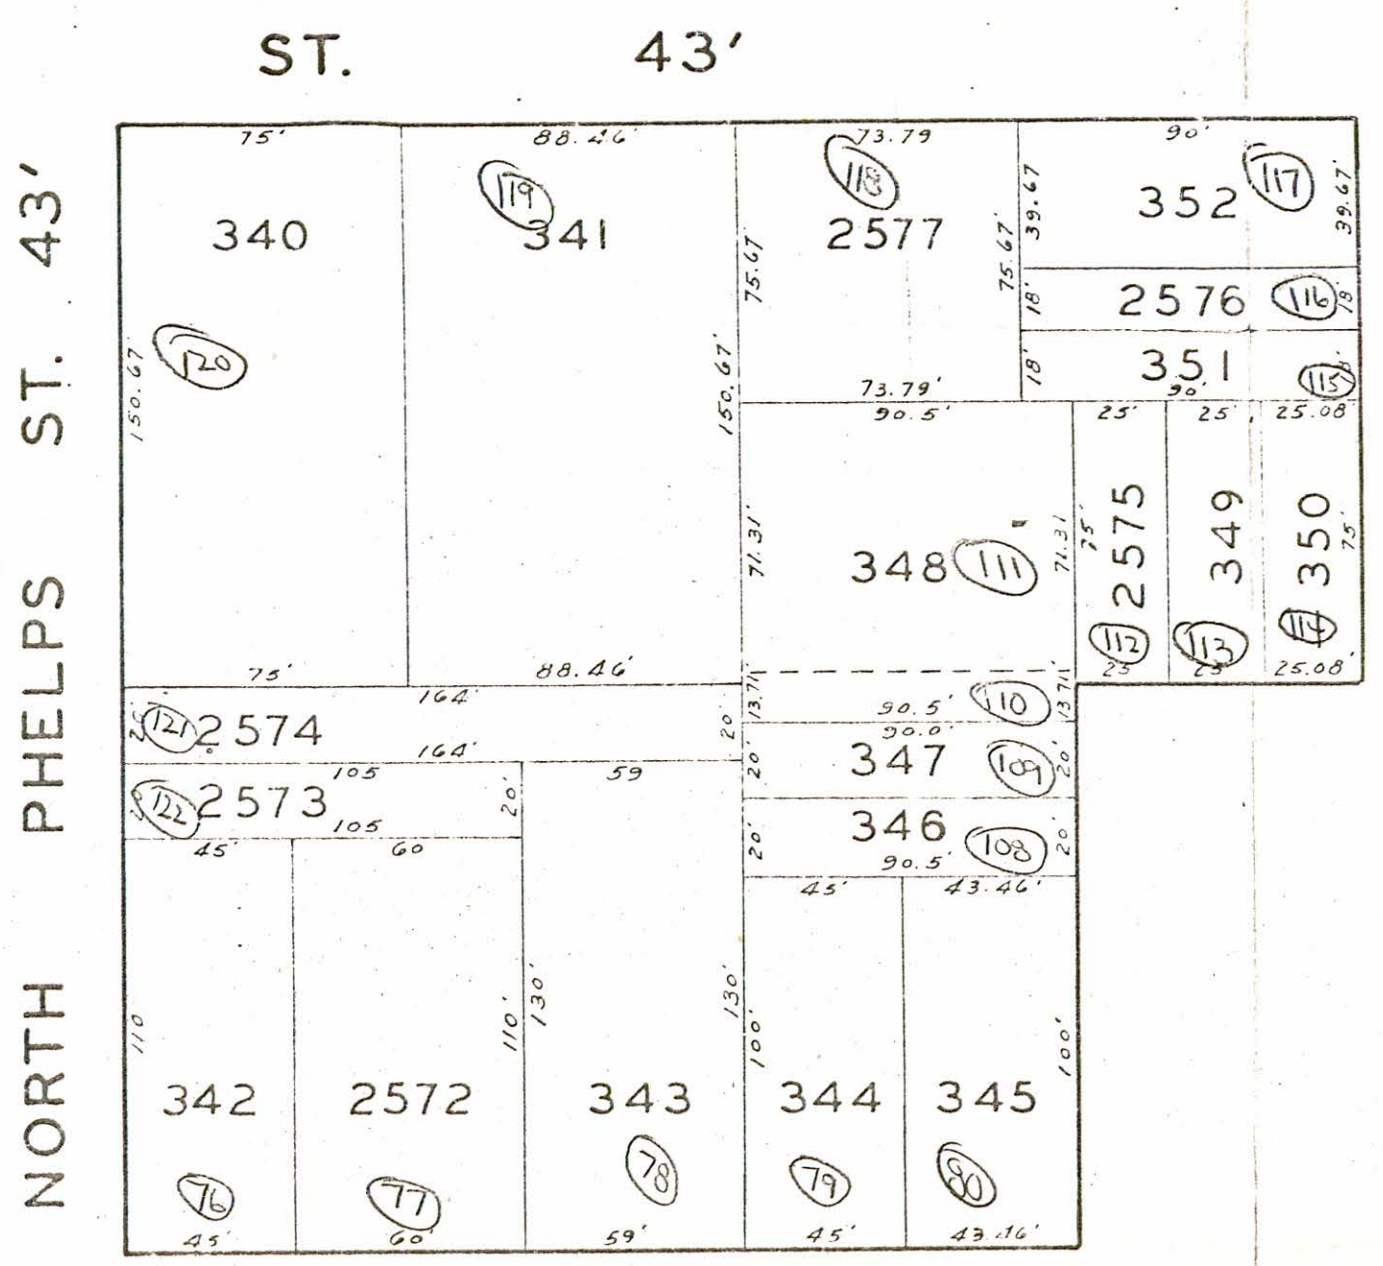 ST. 43'
NORTH PHELPS ST. 43'
75' 88.46' 73.79 90'
340 119 341 118 2577 39.67 352 117 39.67'
120 150.67' 150.67' 75.67' 75.67'
18' 2576 116 18'
18' 351 115
73.79' 90'
90.5' 25' 25' 25.08'
71.31' 348 111 71.31 75' 2575 349 350 75'
112 113 114
75' 88.46' 25 25 25.08'
164'
121 2574 20' 13.71' 90.5' 110 13.71'
164' 90.0'
105 59 20' 347 109 20'
122 2573 20'
105 20' 346 108 20'
45' 60 90.5'
45' 43.46'
110 110' 130' 130' 100' 100'
342 2572 343 344 345
76 77 78 79 80
45' 60' 59' 45' 43.46'